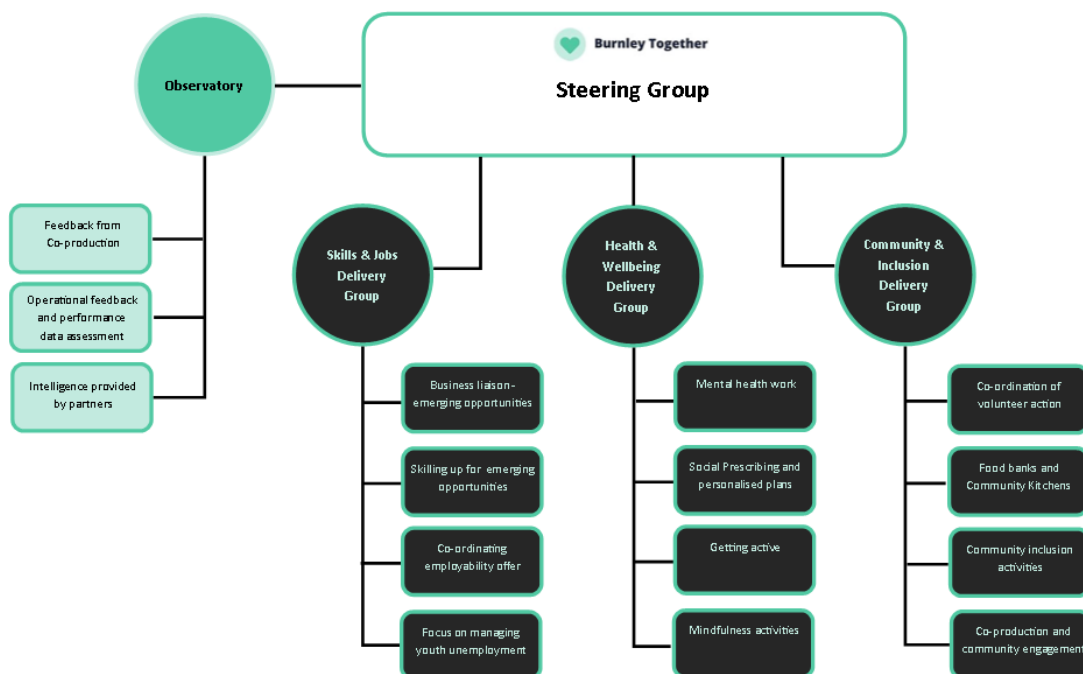 Burnley Together
Steering Group
Observatory
Feedback from
Co-production
Operational feedback
and performance
data assessment
Intelligence provided
by partners
Skills & Jobs
Delivery
Group
Business liaison-
emerging opportunities
Skilling up for emerging
opportunities
Co-ordinating
employability offer
Focus on managing
youth unemployment
Health &
Wellbeing
Delivery
Group
Mental health work
Social Prescribing and
personalised plans
Getting active
Mindfulness activities
Community &
Inclusion
Delivery
Group
Co-ordination of
volunteer action
Food banks and
Community Kitchens
Community inclusion
activities
Co-production and
community engagement